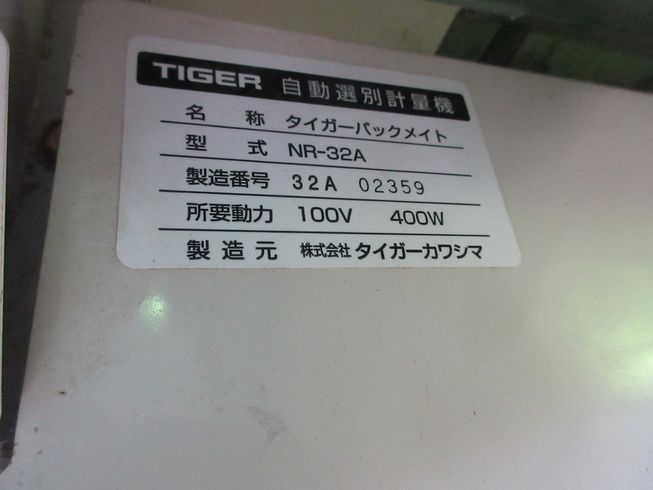 TIGER 自動選別計量機
名称 タイガーパックメイト
型式 NR-32A
製造番号 32A 02359
所要動力 100V 400W
製造元 株式会社 タイガーカワシマ